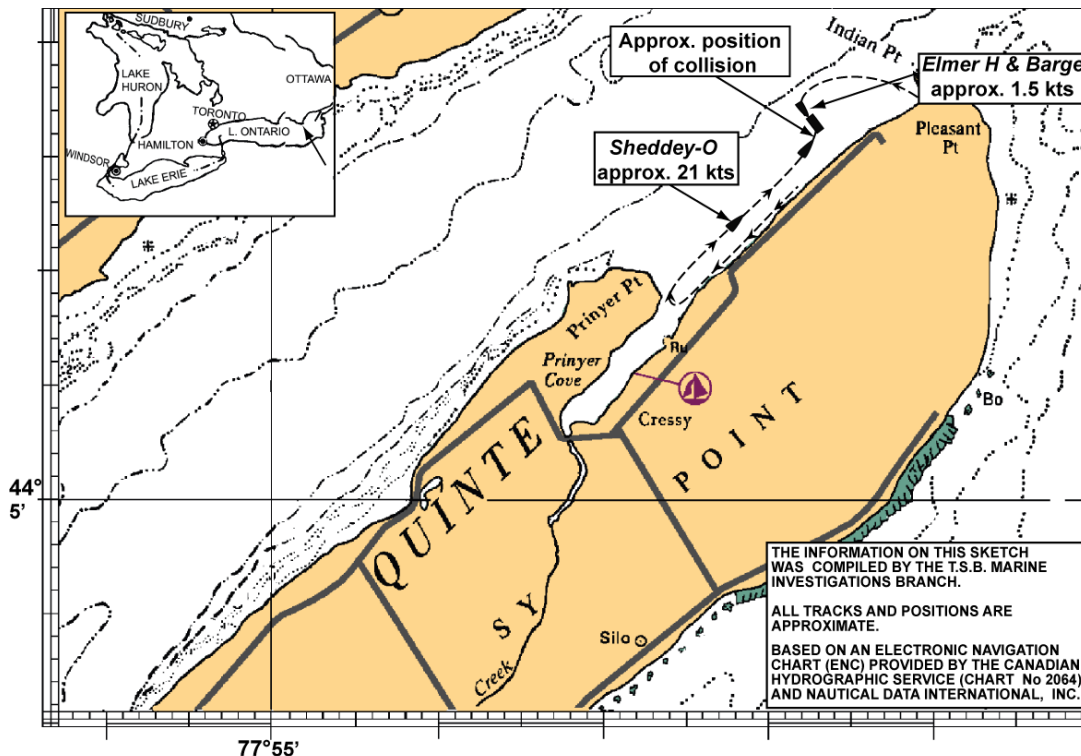 SUDBURY
LAKE
HURON
OTTAWA
TORONTO
L. ONTARIO
HAMILTON
WINDSOR
LAKE ERIE
Approx. position
of collision
Indian Pt
Elmer H & Barge
approx. 1.5 kts
Pleasant
Pt
Sheddey-O
approx. 21 kts
Prinyer Pt
Prinyer
Cove
Ru
Cressy
Bo
QUINTE
POINT
SY
Creek
Silo
44°
5'
77°55'
THE INFORMATION ON THIS SKETCH
WAS COMPILED BY THE T.S.B. MARINE
INVESTIGATIONS BRANCH.
ALL TRACKS AND POSITIONS ARE
APPROXIMATE.
BASED ON AN ELECTRONIC NAVIGATION
CHART (ENC) PROVIDED BY THE CANADIAN
HYDROGRAPHIC SERVICE (CHART No 2064)
AND NAUTICAL DATA INTERNATIONAL, INC.